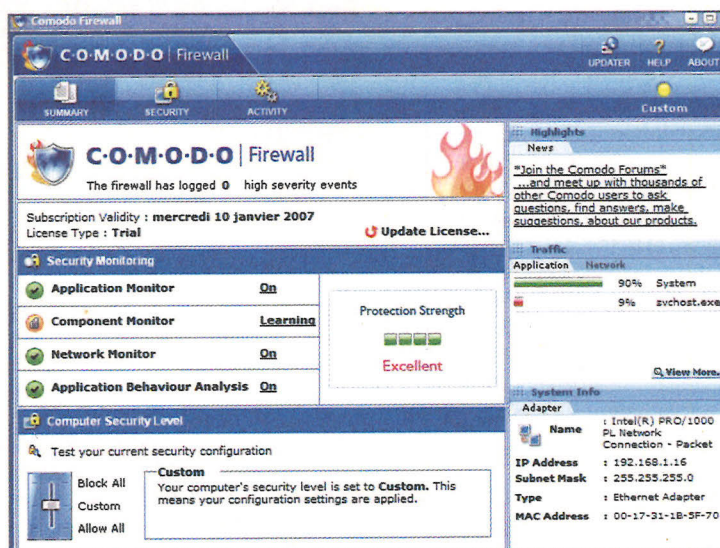 Comodo Firewall
C·O·M·O·D·O | Firewall
UPDATER HELP ABOUT
SUMMARY SECURITY ACTIVITY
Custom
C·O·M·O·D·O | Firewall
The firewall has logged 0 high severity events
Subscription Validity : mercredi 10 janvier 2007
License Type : Trial
Update License...
Security Monitoring
Application Monitor On
Component Monitor Learning
Network Monitor On
Application Behaviour Analysis On
Protection Strength
Excellent
Computer Security Level
Test your current security configuration
Block All
Custom
Allow All
Custom
Your computer's security level is set to Custom. This
means your configuration settings are applied.
Highlights
News
*Join the Comodo Forums*
...and meet up with thousands of
other Comodo users to ask
questions, find answers, make
suggestions, about our products.
Traffic
Application Network
90% System
9% svchost.exe
View More...
System Info
Adapter
Name : Intel(R) PRO/1000
PL Network
Connection - Packet
IP Address : 192.168.1.16
Subnet Mask : 255.255.255.0
Type : Ethernet Adapter
MAC Address : 00-17-31-1B-5F-70